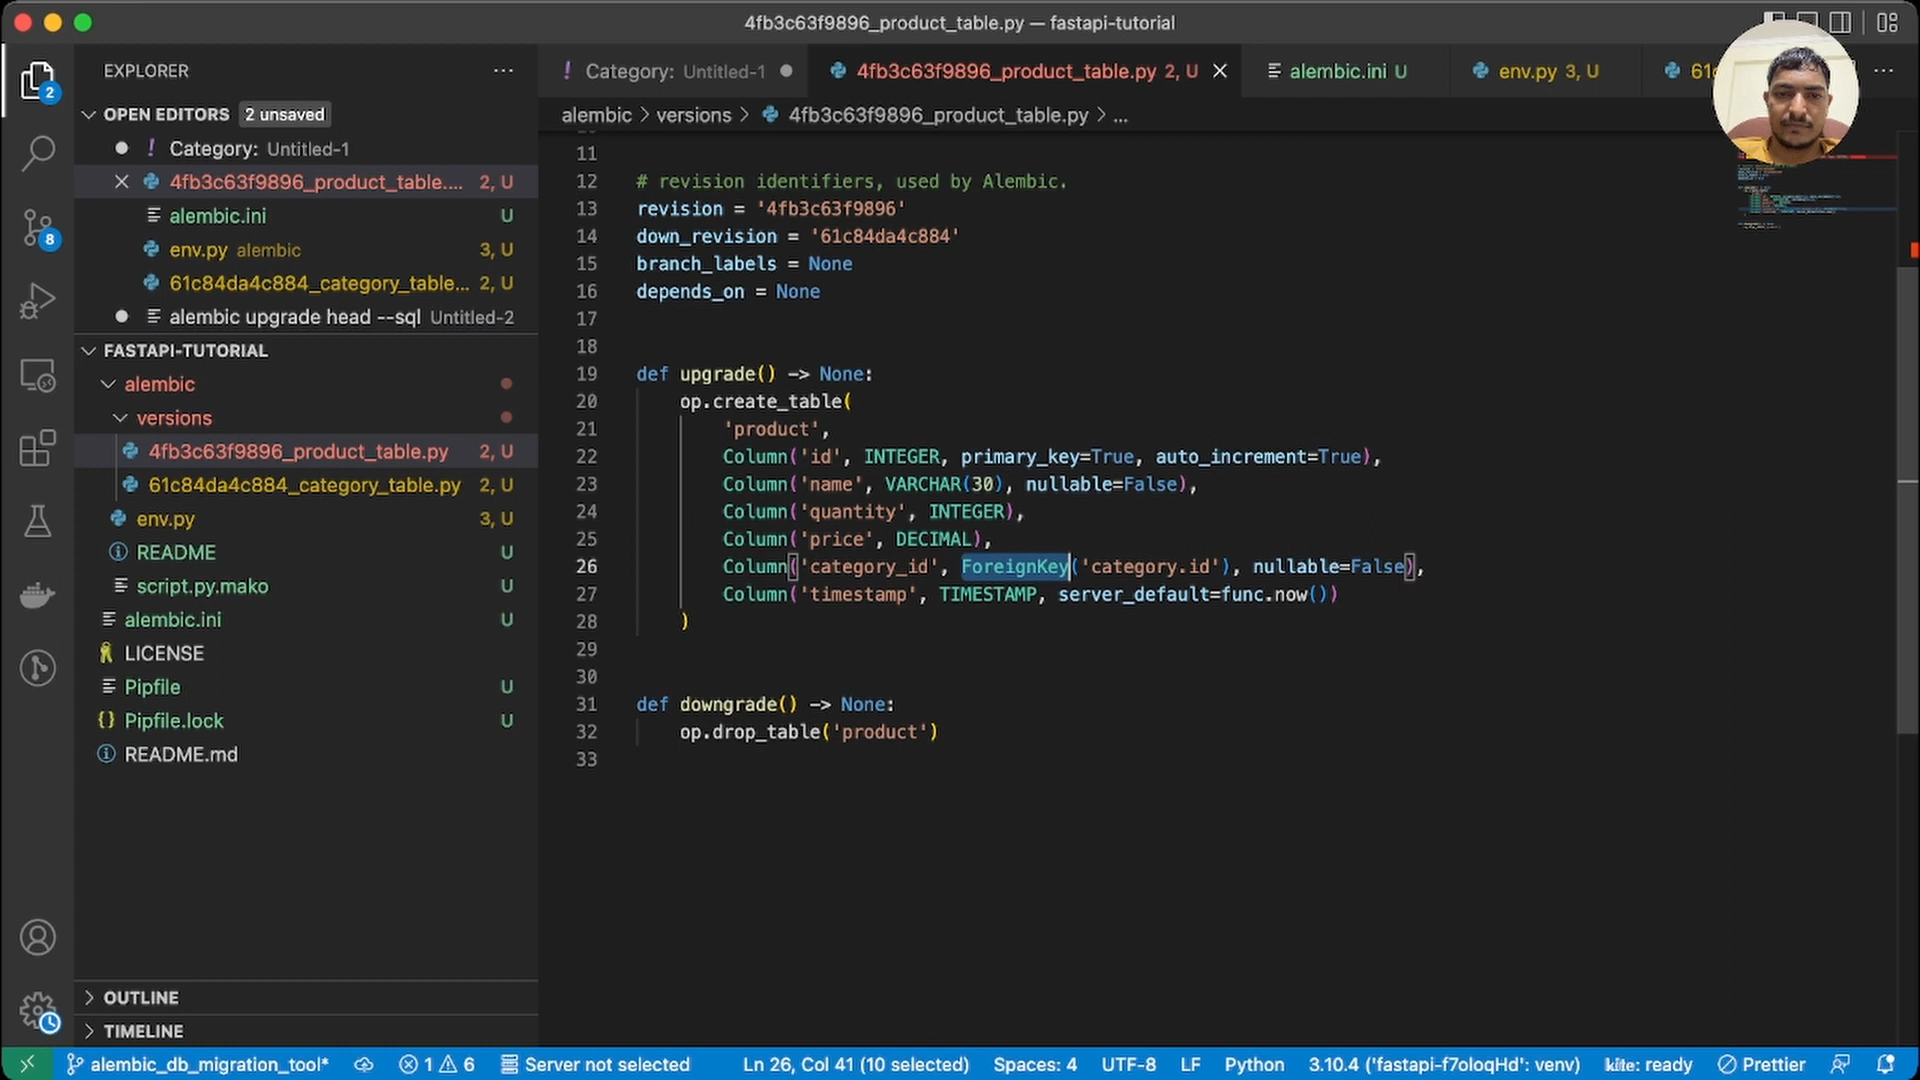 4fb3c63f9896_product_table.py — fastapi-tutorial
EXPLORER
OPEN EDITORS 2 unsaved
! Category: Untitled-1
4fb3c63f9896_product_table.... 2, U
alembic.ini U
env.py alembic 3, U
61c84da4c884_category_table... 2, U
alembic upgrade head --sql Untitled-2
FASTAPI-TUTORIAL
alembic
versions
4fb3c63f9896_product_table.py 2, U
61c84da4c884_category_table.py 2, U
env.py 3, U
README U
script.py.mako U
alembic.ini U
LICENSE
Pipfile U
{} Pipfile.lock U
README.md
OUTLINE
TIMELINE
2
8
! Category: Untitled-1
4fb3c63f9896_product_table.py 2, U
alembic.ini U
env.py 3, U
61
alembic > versions > 4fb3c63f9896_product_table.py > ...
11
12 # revision identifiers, used by Alembic.
13 revision = '4fb3c63f9896'
14 down_revision = '61c84da4c884'
15 branch_labels = None
16 depends_on = None
17
18
19 def upgrade() -> None:
20 op.create_table(
21 'product',
22 Column('id', INTEGER, primary_key=True, auto_increment=True),
23 Column('name', VARCHAR(30), nullable=False),
24 Column('quantity', INTEGER),
25 Column('price', DECIMAL),
26 Column('category_id', ForeignKey('category.id'), nullable=False),
27 Column('timestamp', TIMESTAMP, server_default=func.now())
28 )
29
30
31 def downgrade() -> None:
32 op.drop_table('product')
33
alembic_db_migration_tool* 1 6 Server not selected Ln 26, Col 41 (10 selected) Spaces: 4 UTF-8 LF Python 3.10.4 ('fastapi-f7oloqHd': venv) kite: ready Prettier